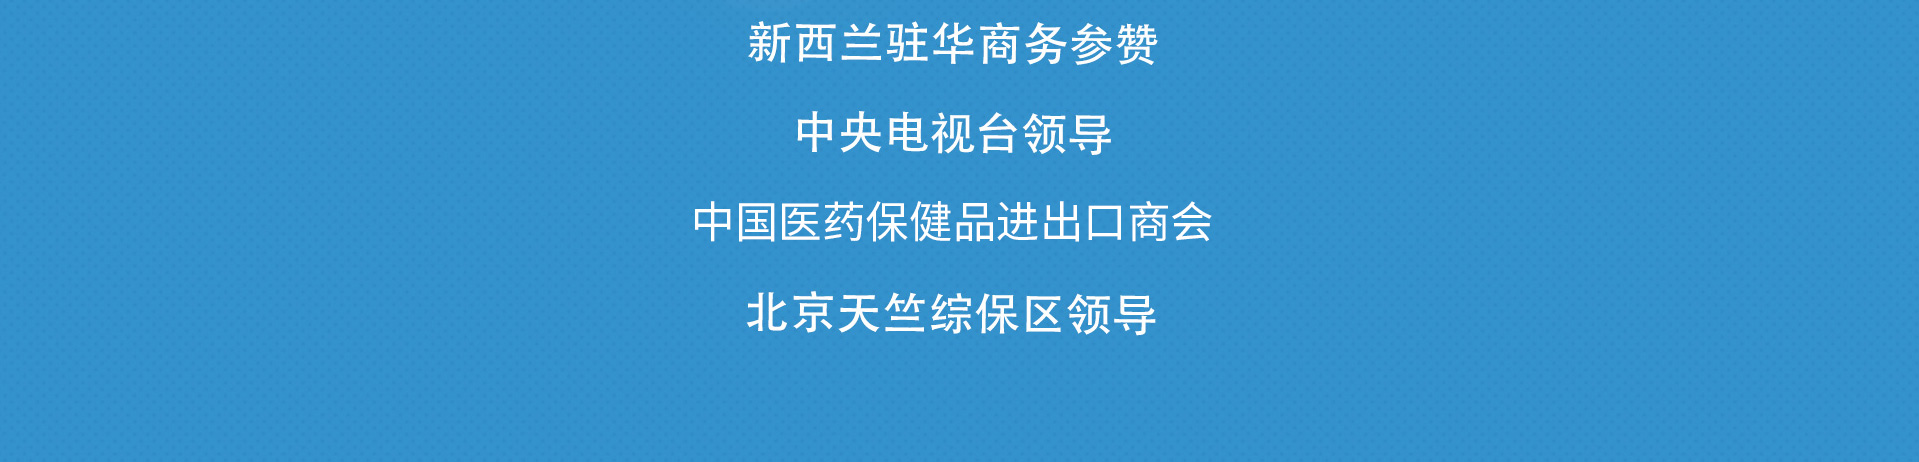 新西兰驻华商务参赞
中央电视台领导
中国医药保健品进出口商会
北京天竺综保区领导